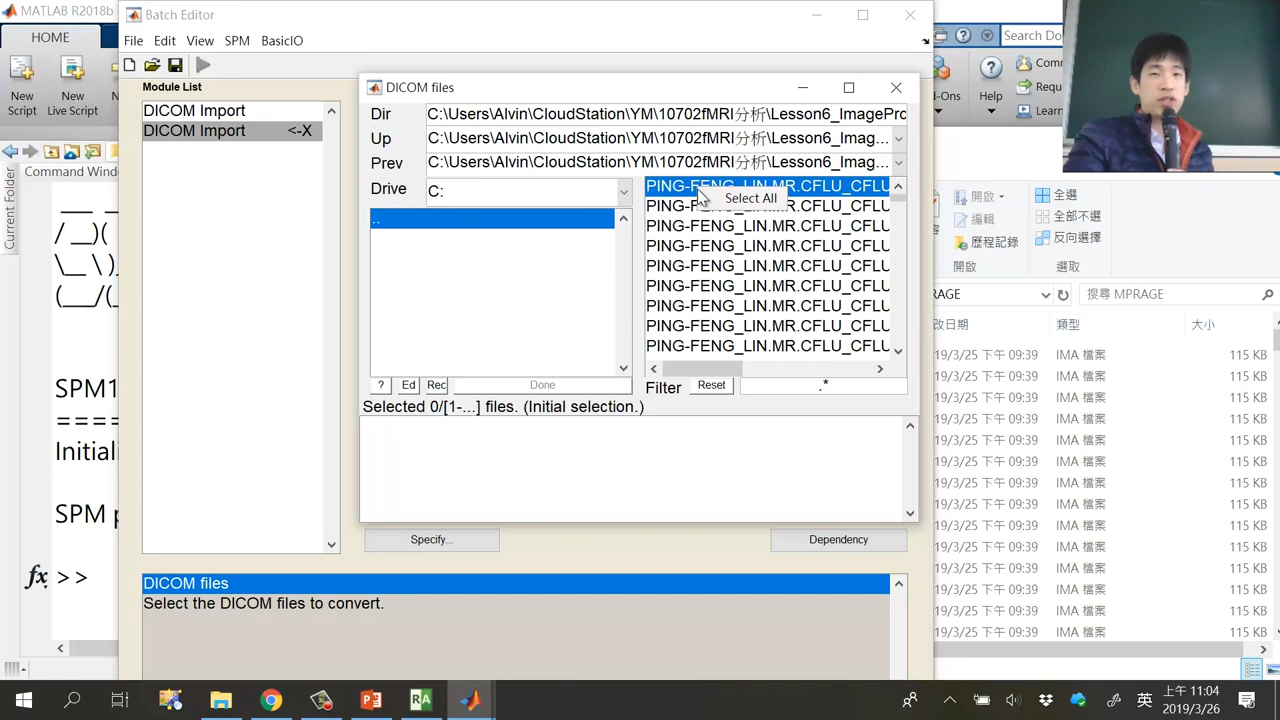 MATLAB R2018b
Batch Editor
HOME
File Edit View SPM BasicIO
Search Do
New
Script
New
Live Script
Module List
DICOM Import
DICOM Import <-X
DICOM files
Dir C:\Users\Alvin\CloudStation\YM\10702fMRI分析\Lesson6_ImagePro
Up C:\Users\Alvin\CloudStation\YM\10702fMRI分析\Lesson6_Imag...
Prev C:\Users\Alvin\CloudStation\YM\10702fMRI分析\Lesson6_Imag...
Drive C:
..
PING-FENG_LIN.MR.CFLU_CFLU
Select All
PING-FENG_LIN.MR.CFLU_CFLU
PING-FENG_LIN.MR.CFLU_CFLU
PING-FENG_LIN.MR.CFLU_CFLU
PING-FENG_LIN.MR.CFLU_CFLU
PING-FENG_LIN.MR.CFLU_CFLU
PING-FENG_LIN.MR.CFLU_CFLU
PING-FENG_LIN.MR.CFLU_CFLU
PING-FENG_LIN.MR.CFLU_CFLU
? Ed Rec Done
Filter Reset .*
Selected 0/[1-...] files. (Initial selection.)
Specify... Dependency
DICOM files
Select the DICOM files to convert.
Current Folder
Command Wind
SPM1
====
Initiali
SPM p
fx >>
-Ons
Help
Comm
Reque
Learn
開啟
編輯
歷程記錄
開啟
全選
全部不選
反向選擇
選取
RAGE
搜尋 MPRAGE
改日期 類型 大小
19/3/25 下午 09:39 IMA 檔案 115 KB
19/3/25 下午 09:39 IMA 檔案 115 KB
19/3/25 下午 09:39 IMA 檔案 115 KB
19/3/25 下午 09:39 IMA 檔案 115 KB
19/3/25 下午 09:39 IMA 檔案 115 KB
19/3/25 下午 09:39 IMA 檔案 115 KB
19/3/25 下午 09:39 IMA 檔案 115 KB
19/3/25 下午 09:39 IMA 檔案 115 KB
19/3/25 下午 09:39 IMA 檔案 115 KB
19/3/25 下午 09:39 IMA 檔案 115 KB
19/3/25 下午 09:39 IMA 檔案 115 KB
19/3/25 下午 09:39 IMA 檔案 115 KB
19/3/25 下午 09:39 IMA 檔案 115 KB
19/3/25 下午 09:39 IMA 檔案 115 KB
RA
英
上午 11:04
2019/3/26